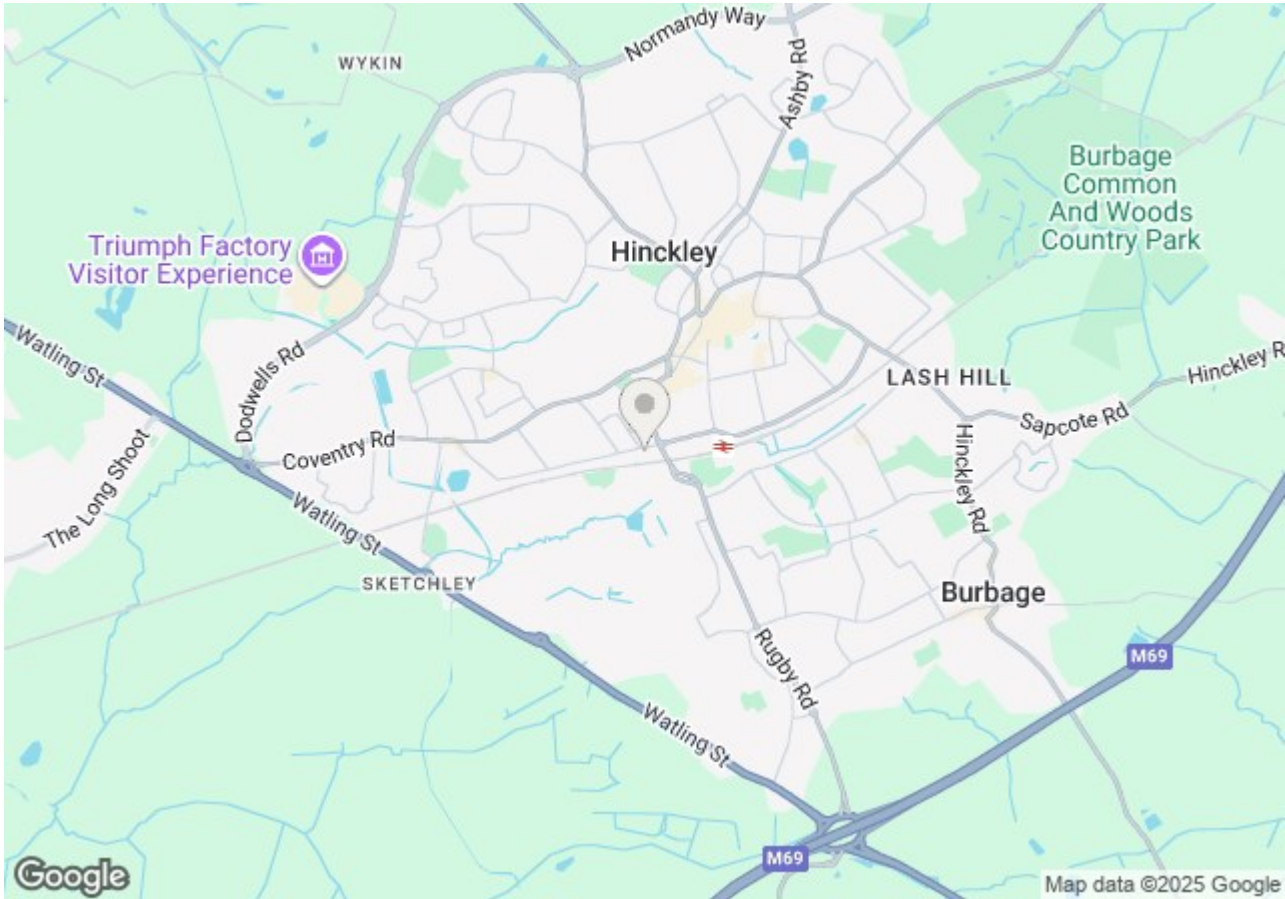 Normandy Way
WYKIN
Ashby Rd
Burbage
Common
And Woods
Country Park
Triumph Factory
Visitor Experience
Hinckley
Watling St
Dodwells Rd
LASH HILL
Hinckley R
Sapcote Rd
Coventry Rd
The Long Shoot
Hinckley Rd
Watling St
SKETCHLEY
Burbage
Rugby Rd
M69
Watling St
M69
Google
Map data ©2025 Google